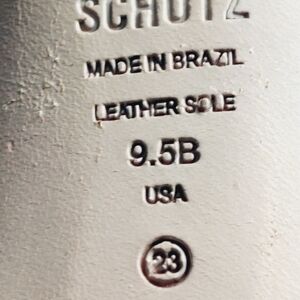 SCHUTZ
MADE IN BRAZIL
LEATHER SOLE
9.5B
USA
23